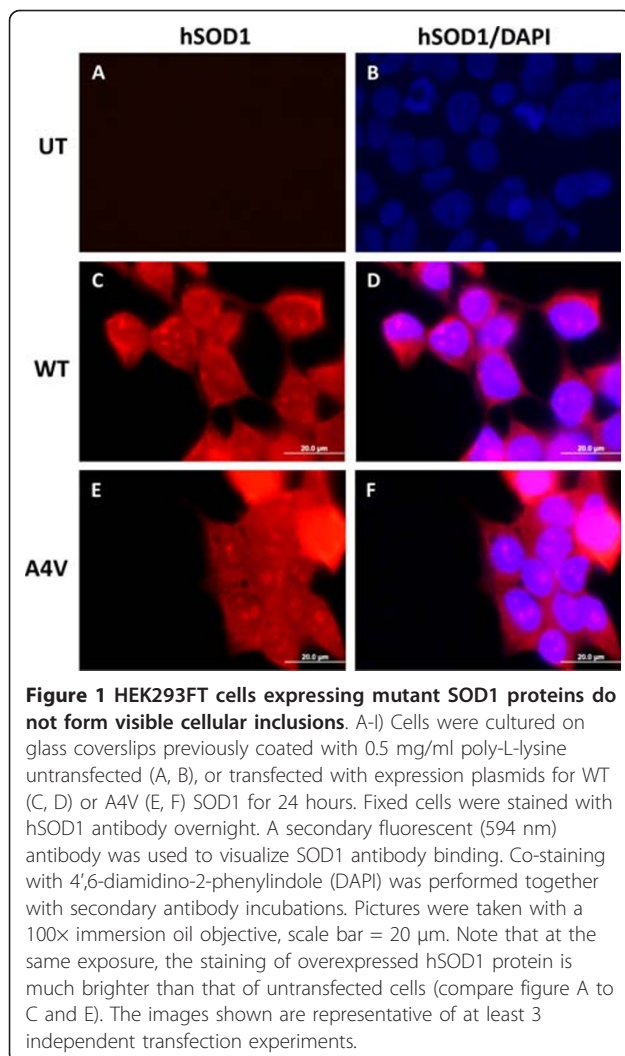 hSOD1
hSOD1/DAPI
A
B
UT
C
D
WT
20.0 µm
20.0 µm
E
F
A4V
20.0 µm
20.0 µm
Figure 1 HEK293FT cells expressing mutant SOD1 proteins do
not form visible cellular inclusions. A-I) Cells were cultured on
glass coverslips previously coated with 0.5 mg/ml poly-L-lysine
untransfected (A, B), or transfected with expression plasmids for WT
(C, D) or A4V (E, F) SOD1 for 24 hours. Fixed cells were stained with
hSOD1 antibody overnight. A secondary fluorescent (594 nm)
antibody was used to visualize SOD1 antibody binding. Co-staining
with 4',6-diamidino-2-phenylindole (DAPI) was performed together
with secondary antibody incubations. Pictures were taken with a
100× immersion oil objective, scale bar = 20 μm. Note that at the
same exposure, the staining of overexpressed hSOD1 protein is
much brighter than that of untransfected cells (compare figure A to
C and E). The images shown are representative of at least 3
independent transfection experiments.